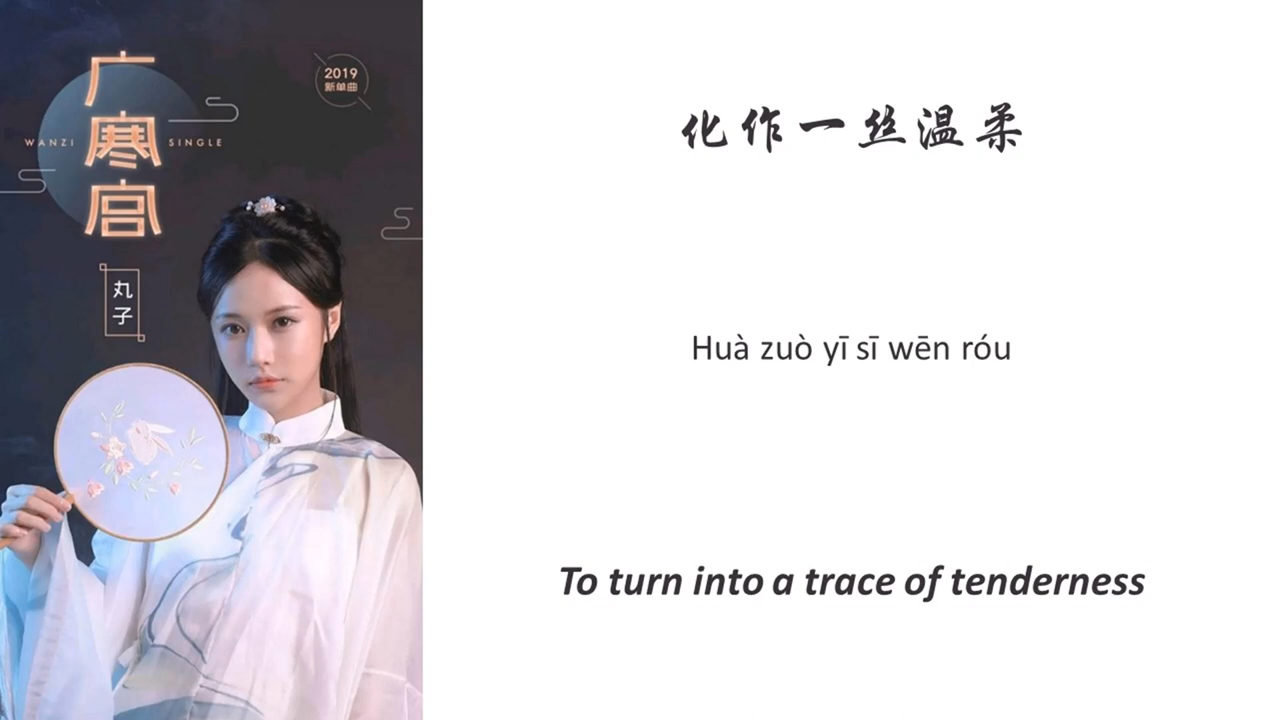 广寒宫
WANZI SINGLE
2019
新单曲
丸子
化作一丝温柔
Huà zuò yī sī wēn róu
To turn into a trace of tenderness